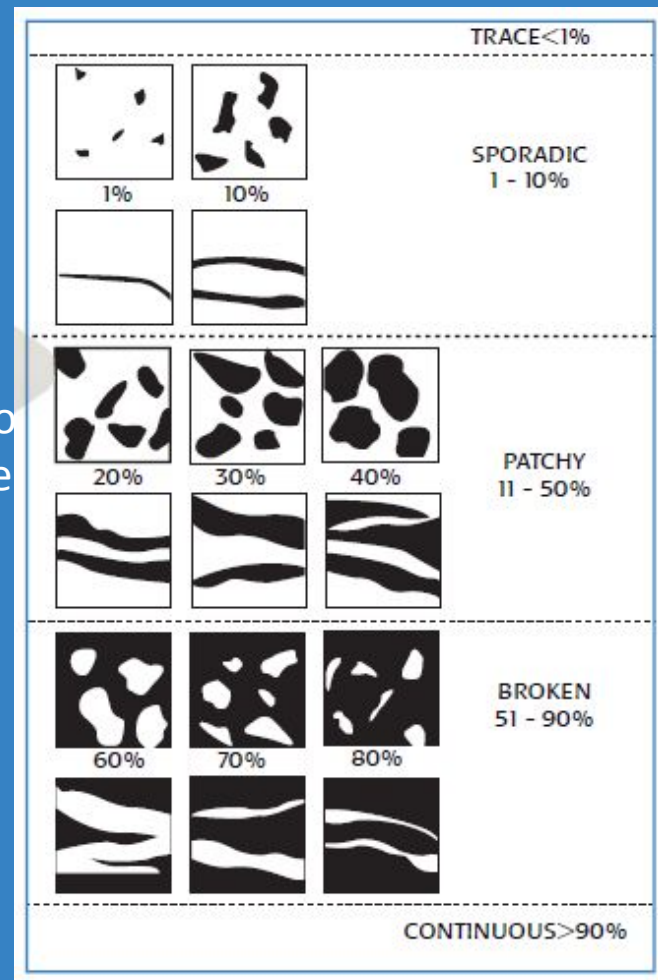 TRACE<1%
1% 10%
SPORADIC
1 - 10%
20% 30% 40%
PATCHY
11 - 50%
60% 70% 80%
BROKEN
51 - 90%
CONTINUOUS>90%